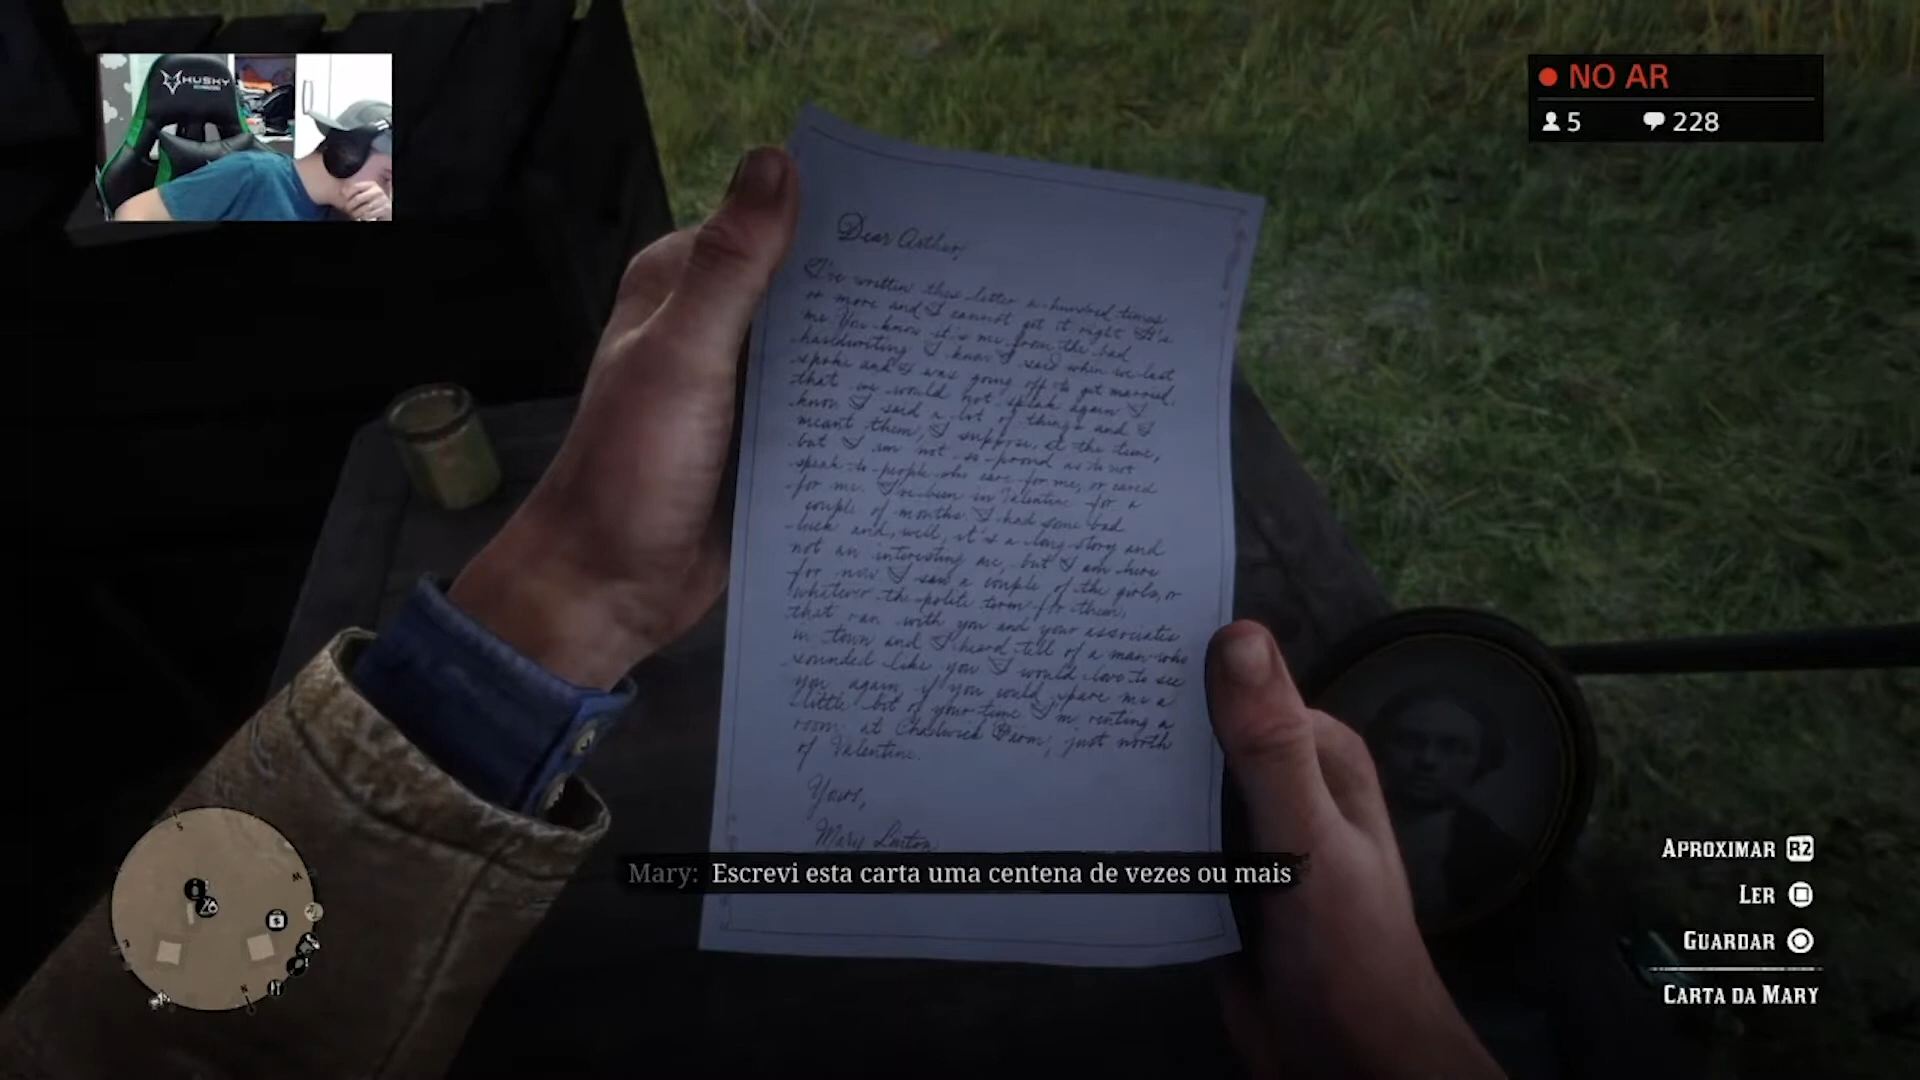 HUSKY
NO AR
5 228
Dear Arthur,
I've written this letter a hundred times
or more and I cannot get it right. It's
me. You know it's me from the bad
handwriting. I know I said when we last
spoke and I was going off to get married,
that we would not speak again. I
know I said a lot of things and I
meant them, I suppose, at the time,
but I am not so proud as to not
speak to people who care for me, or cared
for me. I've been in Valentine for a
couple of months. I had some bad
luck and, well, it's a long story and
not an interesting one, but I am here
for now. I saw a couple of the girls, or
whatever the polite term for them,
that ran with you and your associates
in town and I heard tell of a man who
sounded like you. I would love to see
you again if you could spare me a
little bit of your time. I'm renting a
room at Chadwick Farm, just north
of Valentine.
Yours,
Mary Linton
Mary: Escrevi esta carta uma centena de vezes ou mais
APROXIMAR R2
LER
GUARDAR
CARTA DA MARY